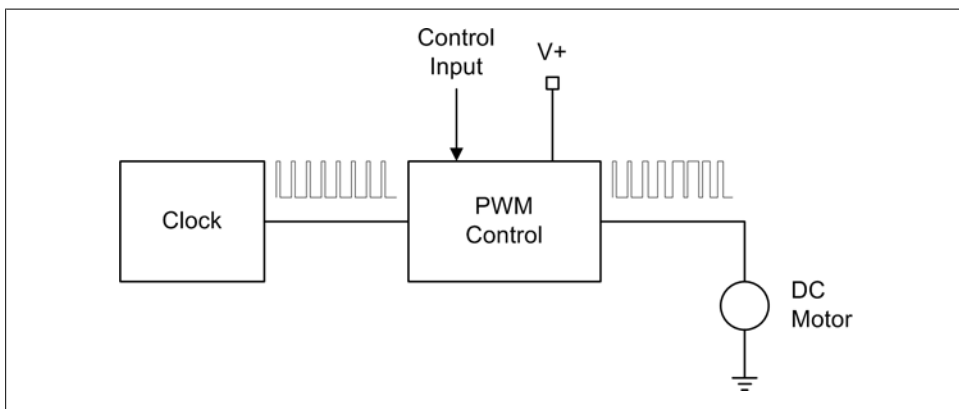 Control
Input
V+
Clock
PWM
Control
DC
Motor